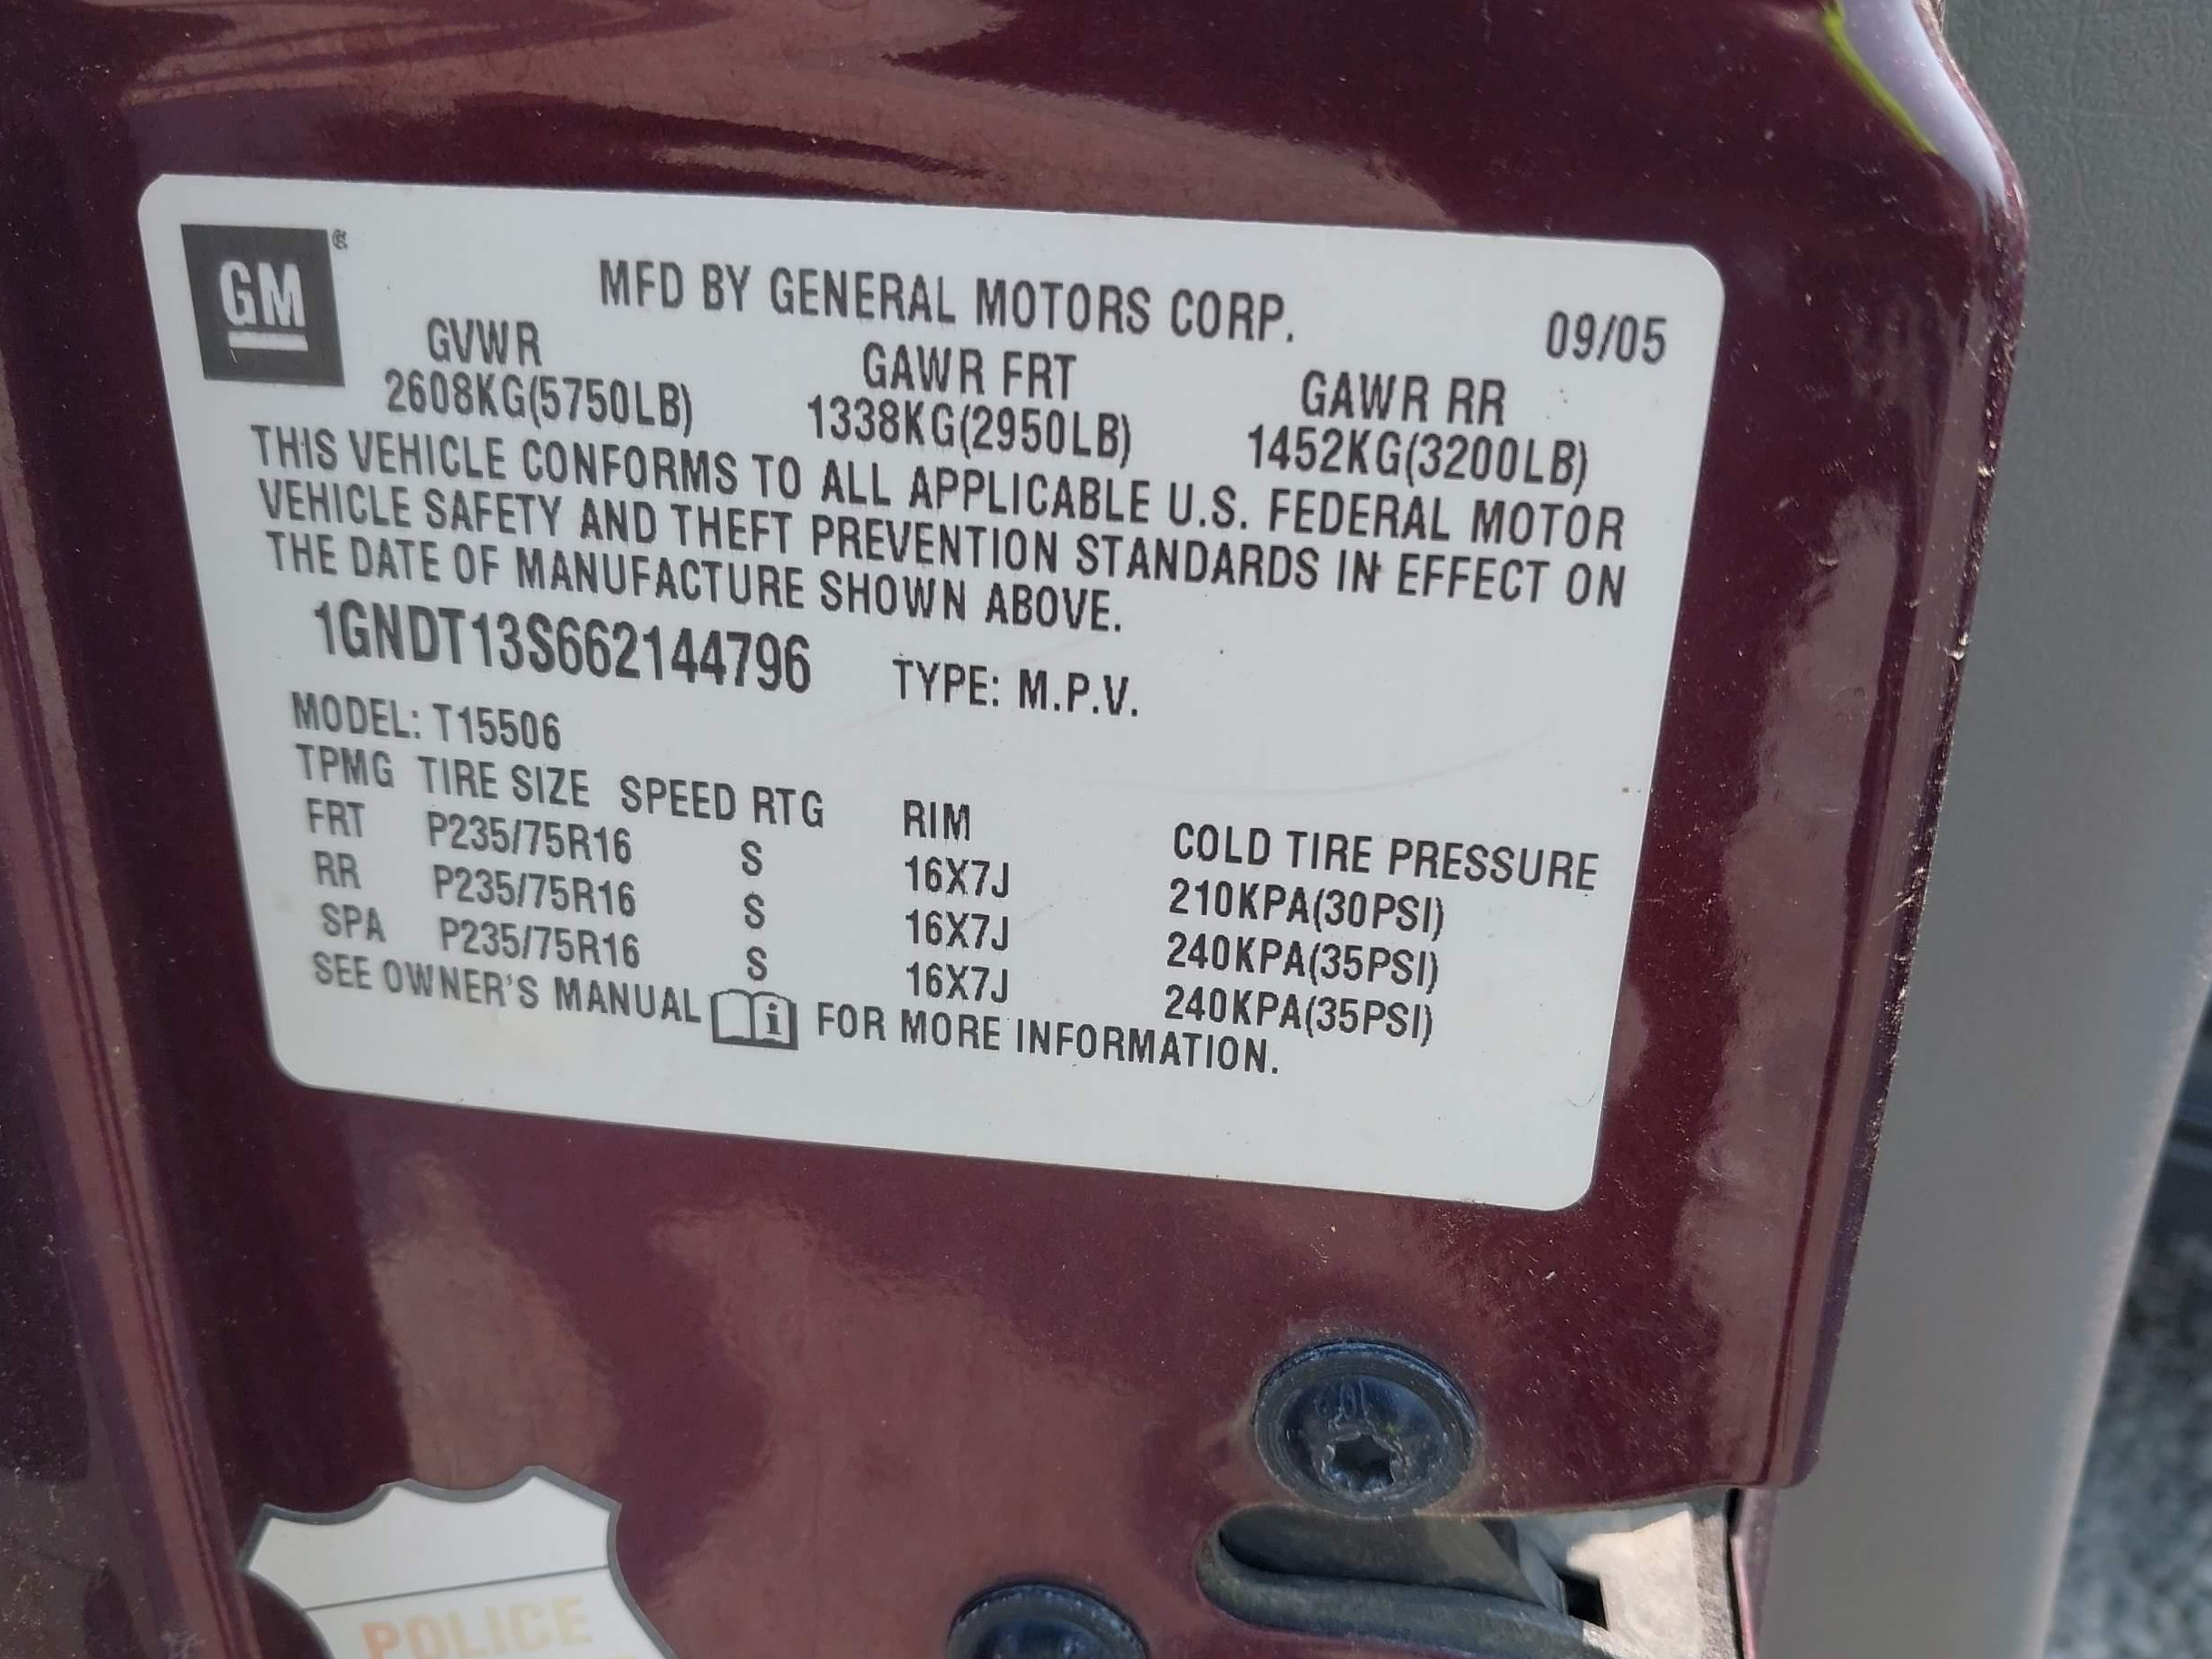 GM
MFD BY GENERAL MOTORS CORP. 09/05
GVWR GAWR FRT GAWR RR
2608KG(5750LB) 1338KG(2950LB) 1452KG(3200LB)
THIS VEHICLE CONFORMS TO ALL APPLICABLE U.S. FEDERAL MOTOR
VEHICLE SAFETY AND THEFT PREVENTION STANDARDS IN EFFECT ON
THE DATE OF MANUFACTURE SHOWN ABOVE.
1GNDT13S662144796 TYPE: M.P.V.
MODEL: T15506
TPMG TIRE SIZE SPEED RTG RIM COLD TIRE PRESSURE
FRT P235/75R16 S 16X7J 210KPA(30PSI)
RR P235/75R16 S 16X7J 240KPA(35PSI)
SPA P235/75R16 S 16X7J 240KPA(35PSI)
SEE OWNER'S MANUAL FOR MORE INFORMATION.
POLICE